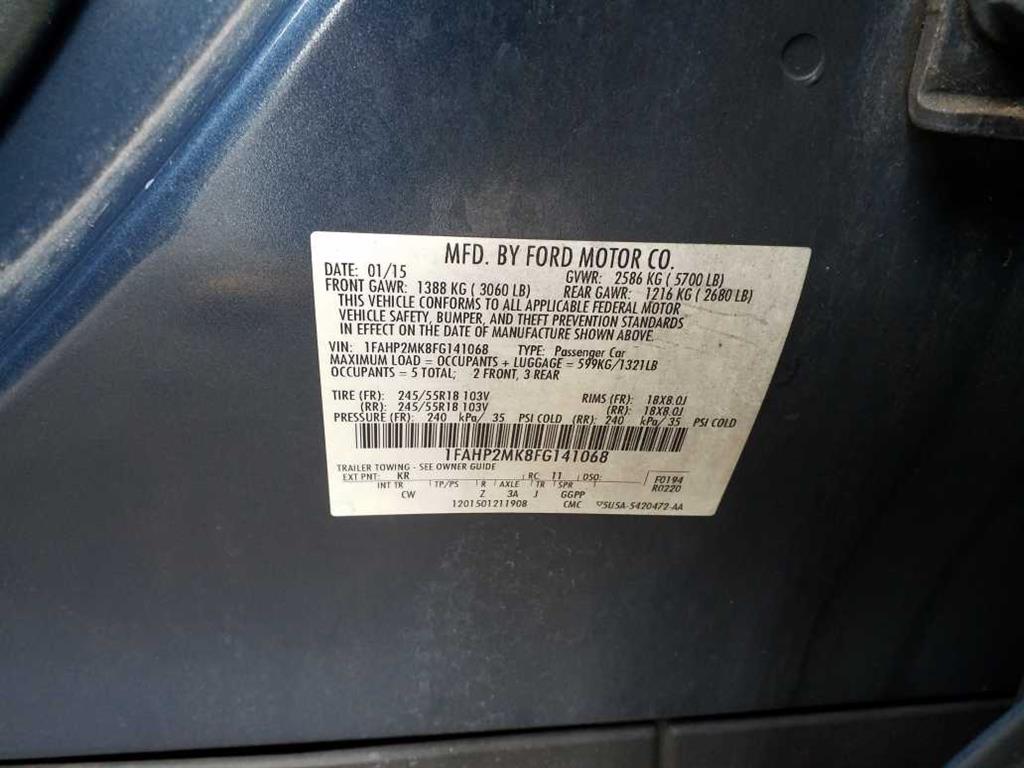 MFD. BY FORD MOTOR CO.
DATE: 01/15 GVWR: 2586 KG ( 5700 LB)
FRONT GAWR: 1388 KG ( 3060 LB) REAR GAWR: 1216 KG ( 2680 LB)
THIS VEHICLE CONFORMS TO ALL APPLICABLE FEDERAL MOTOR
VEHICLE SAFETY, BUMPER, AND THEFT PREVENTION STANDARDS
IN EFFECT ON THE DATE OF MANUFACTURE SHOWN ABOVE.
VIN: 1FAHP2MK8FG141068 TYPE: Passenger Car
MAXIMUM LOAD = OCCUPANTS + LUGGAGE = 599KG/1321LB
OCCUPANTS = 5 TOTAL; 2 FRONT, 3 REAR
TIRE (FR): 245/55R18 103V RIMS (FR): 18X8.0J
(RR): 245/55R18 103V (RR): 18X8.0J
PRESSURE (FR): 240 kPa/ 35 PSI COLD (RR): 240 kPa/ 35 PSI COLD
1FAHP2MK8FG141068
TRAILER TOWING - SEE OWNER GUIDE
EXT PNT: KR RC: 11 DSO: F0194
INT TR TP/PS R AXLE TR SPR R0220
CW Z 3A J GGPP
1201501211908 CMC 5U5A-5420472-AA